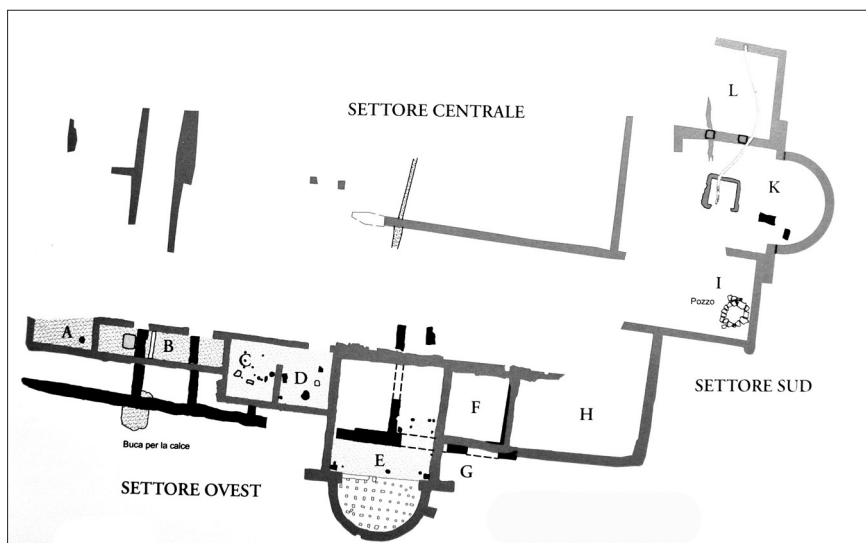 L
SETTORE CENTRALE
K
I
Pozzo
A
B
D
F
H
SETTORE SUD
Buca per la calce
E
G
SETTORE OVEST